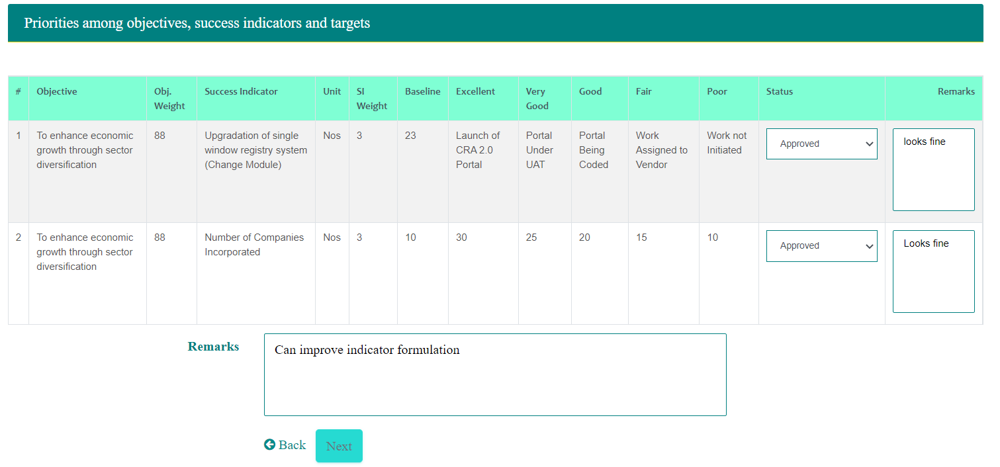 Priorities among objectives, success indicators and targets
# Objective Obj. Weight Success Indicator Unit SI Weight Baseline Excellent Very Good Good Fair Poor Status Remarks
1 To enhance economic growth through sector diversification 88 Upgradation of single window registry system (Change Module) Nos 3 23 Launch of CRA 2.0 Portal Portal Under UAT Portal Being Coded Work Assigned to Vendor Work not Initiated Approved looks fine
2 To enhance economic growth through sector diversification 88 Number of Companies Incorporated Nos 3 10 30 25 20 15 10 Approved Looks fine
Remarks Can improve indicator formulation
Back Next